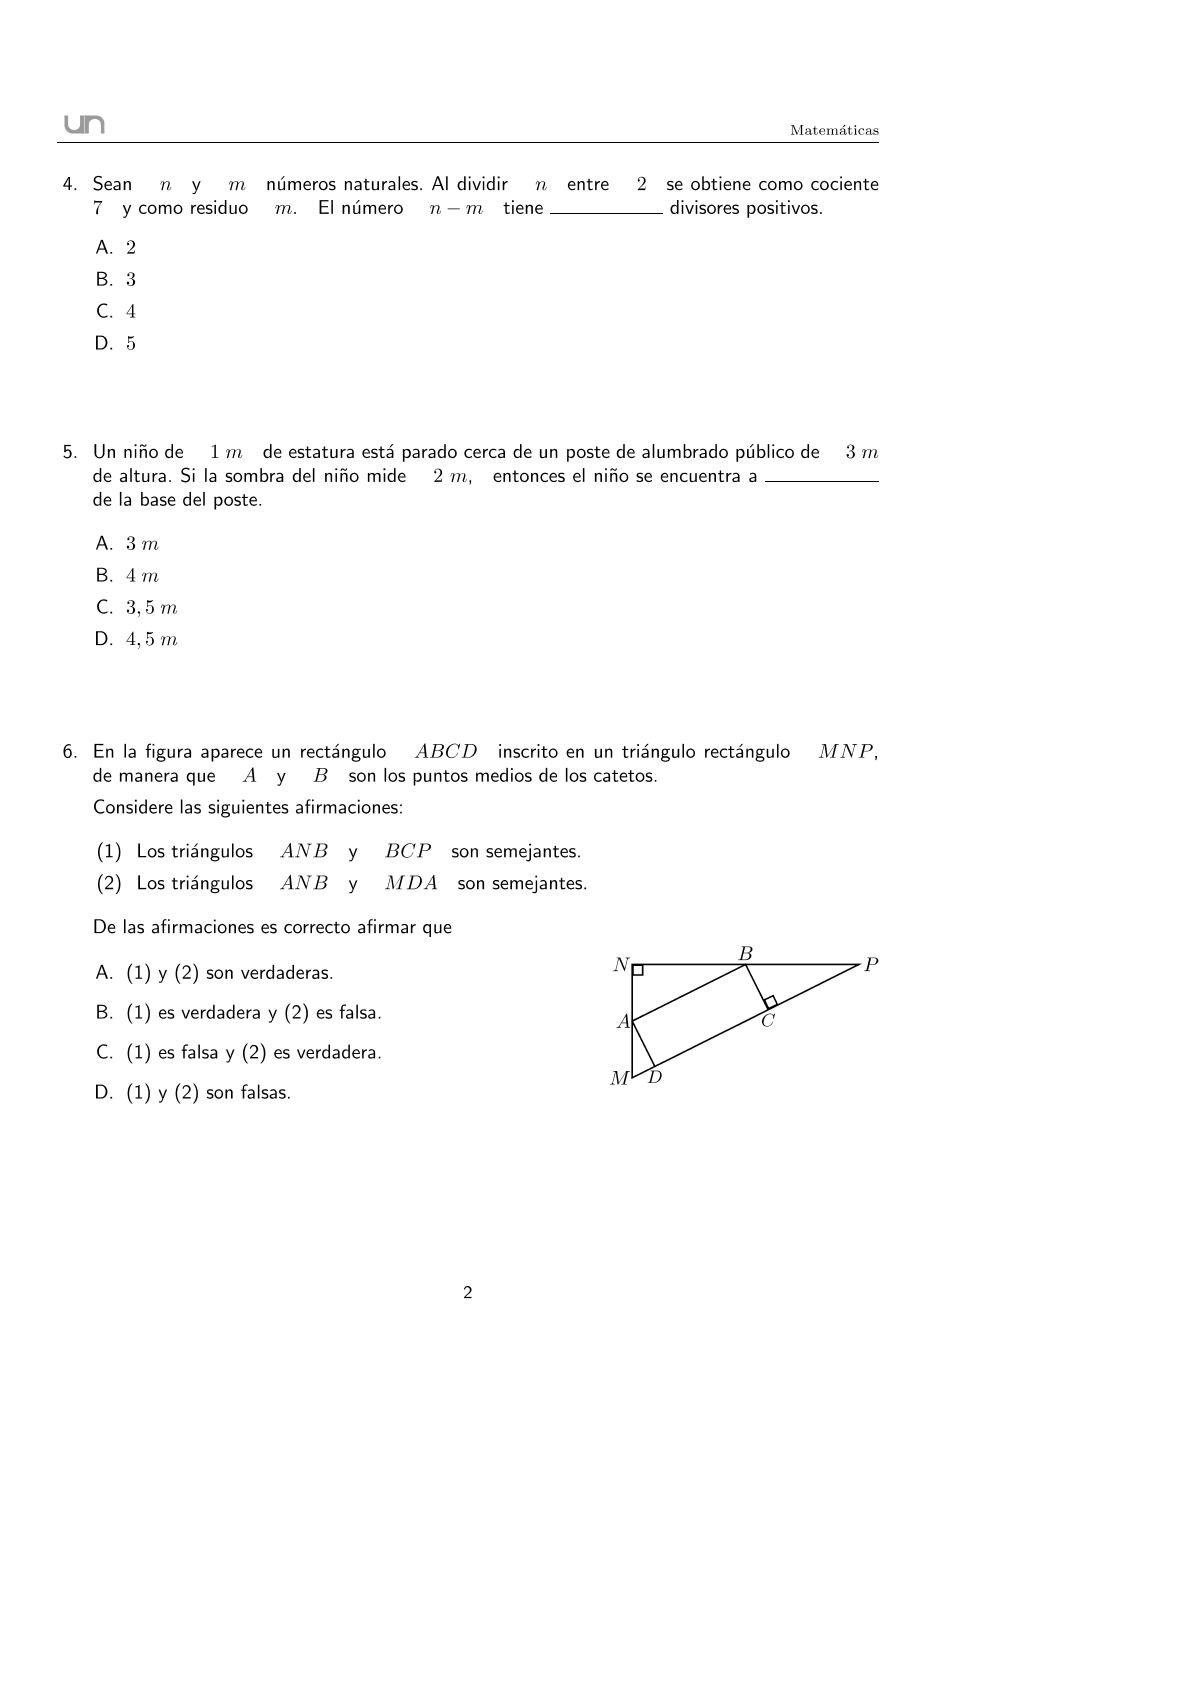 un
Matemáticas
4. Sean n y m números naturales. Al dividir n entre 2 se obtiene como cociente
7 y como residuo m. El número n − m tiene ____________ divisores positivos.
A. 2
B. 3
C. 4
D. 5
5. Un niño de 1 m de estatura está parado cerca de un poste de alumbrado público de 3 m
de altura. Si la sombra del niño mide 2 m, entonces el niño se encuentra a ____________
de la base del poste.
A. 3 m
B. 4 m
C. 3, 5 m
D. 4, 5 m
6. En la figura aparece un rectángulo ABCD inscrito en un triángulo rectángulo MNP,
de manera que A y B son los puntos medios de los catetos.
Considere las siguientes afirmaciones:
(1) Los triángulos ANB y BCP son semejantes.
(2) Los triángulos ANB y MDA son semejantes.
De las afirmaciones es correcto afirmar que
A. (1) y (2) son verdaderas.
B. (1) es verdadera y (2) es falsa.
C. (1) es falsa y (2) es verdadera.
D. (1) y (2) son falsas.
B
N
P
A
C
M
D
2